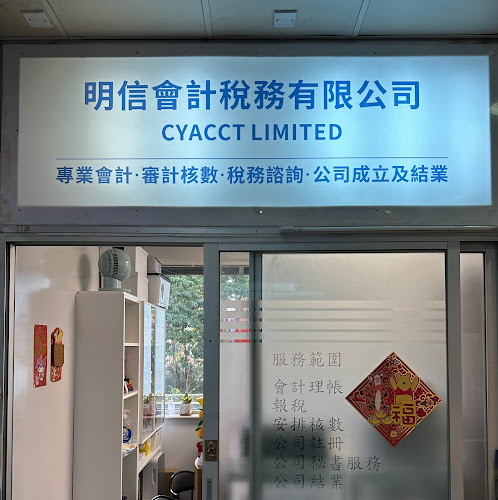 明信會計稅務有限公司
CYACCT LIMITED
專業會計·審計核數·稅務諮詢·公司成立及結業
服務範圍
會計理帳
報稅
安排核數
公司註冊
公司秘書服務
公司結業
福